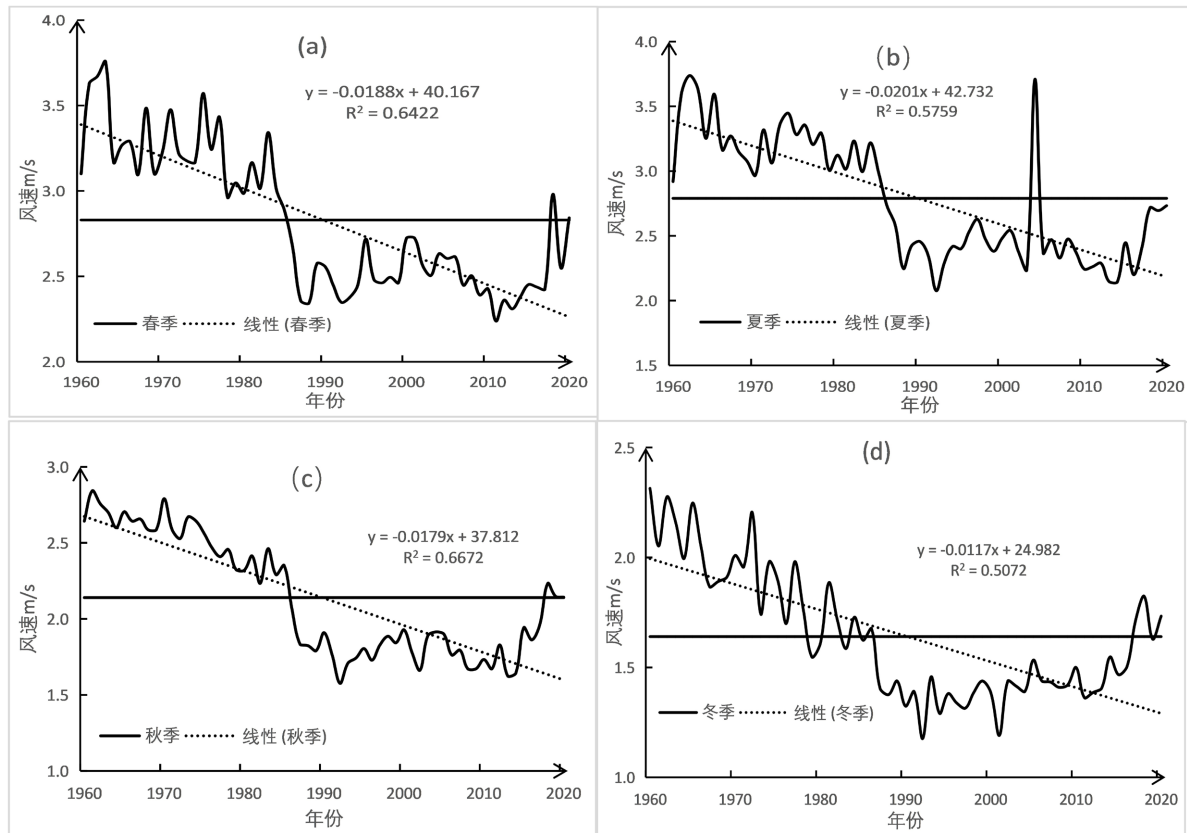 (a)
y = -0.0188x + 40.167
R² = 0.6422
4.0
3.5
3.0
2.5
2.0
风速m/s
春季
线性 (春季)
1960 1970 1980 1990 2000 2010 2020
年份
(b)
y = -0.0201x + 42.732
R² = 0.5759
4.0
3.5
3.0
2.5
2.0
1.5
风速m/s
夏季
线性 (夏季)
1960 1970 1980 1990 2000 2010 2020
年份
(c)
y = -0.0179x + 37.812
R² = 0.6672
3.0
2.5
2.0
1.5
1.0
风速m/s
秋季
线性 (秋季)
1960 1970 1980 1990 2000 2010 2020
年份
(d)
y = -0.0117x + 24.982
R² = 0.5072
2.5
2.0
1.5
1.0
风速m/s
冬季
线性 (冬季)
1960 1970 1980 1990 2000 2010 2020
年份